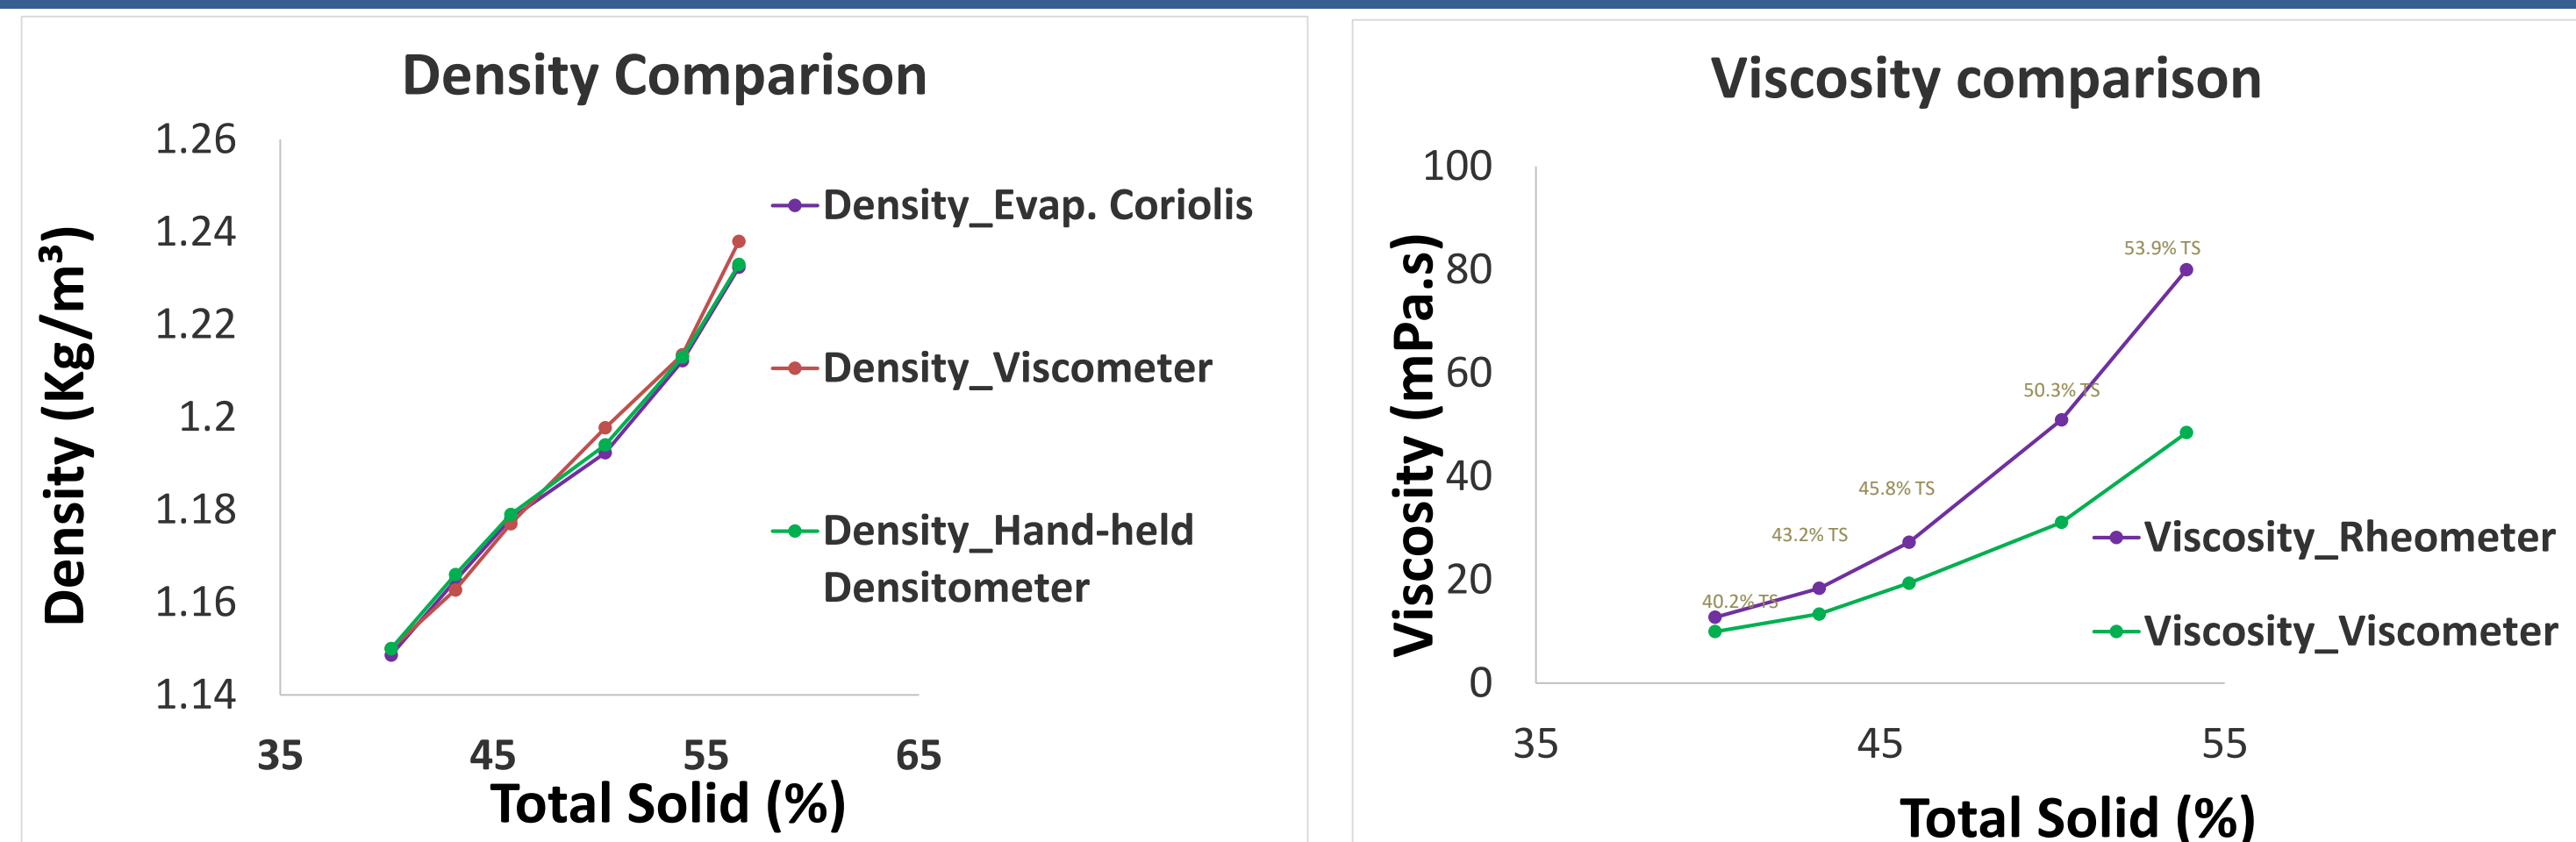 Density Comparison
1.26
1.24
1.22
1.2
1.18
1.16
1.14
Density (Kg/m³)
35 45 55 65
Total Solid (%)
Density_Evap. Coriolis
Density_Viscometer
Density_Hand-held
Densitometer
Viscosity comparison
100
80
60
40
20
0
Viscosity (mPa.s)
40.2% TS
43.2% TS
45.8% TS
50.3% TS
53.9% TS
Viscosity_Rheometer
Viscosity_Viscometer
35 45 55
Total Solid (%)